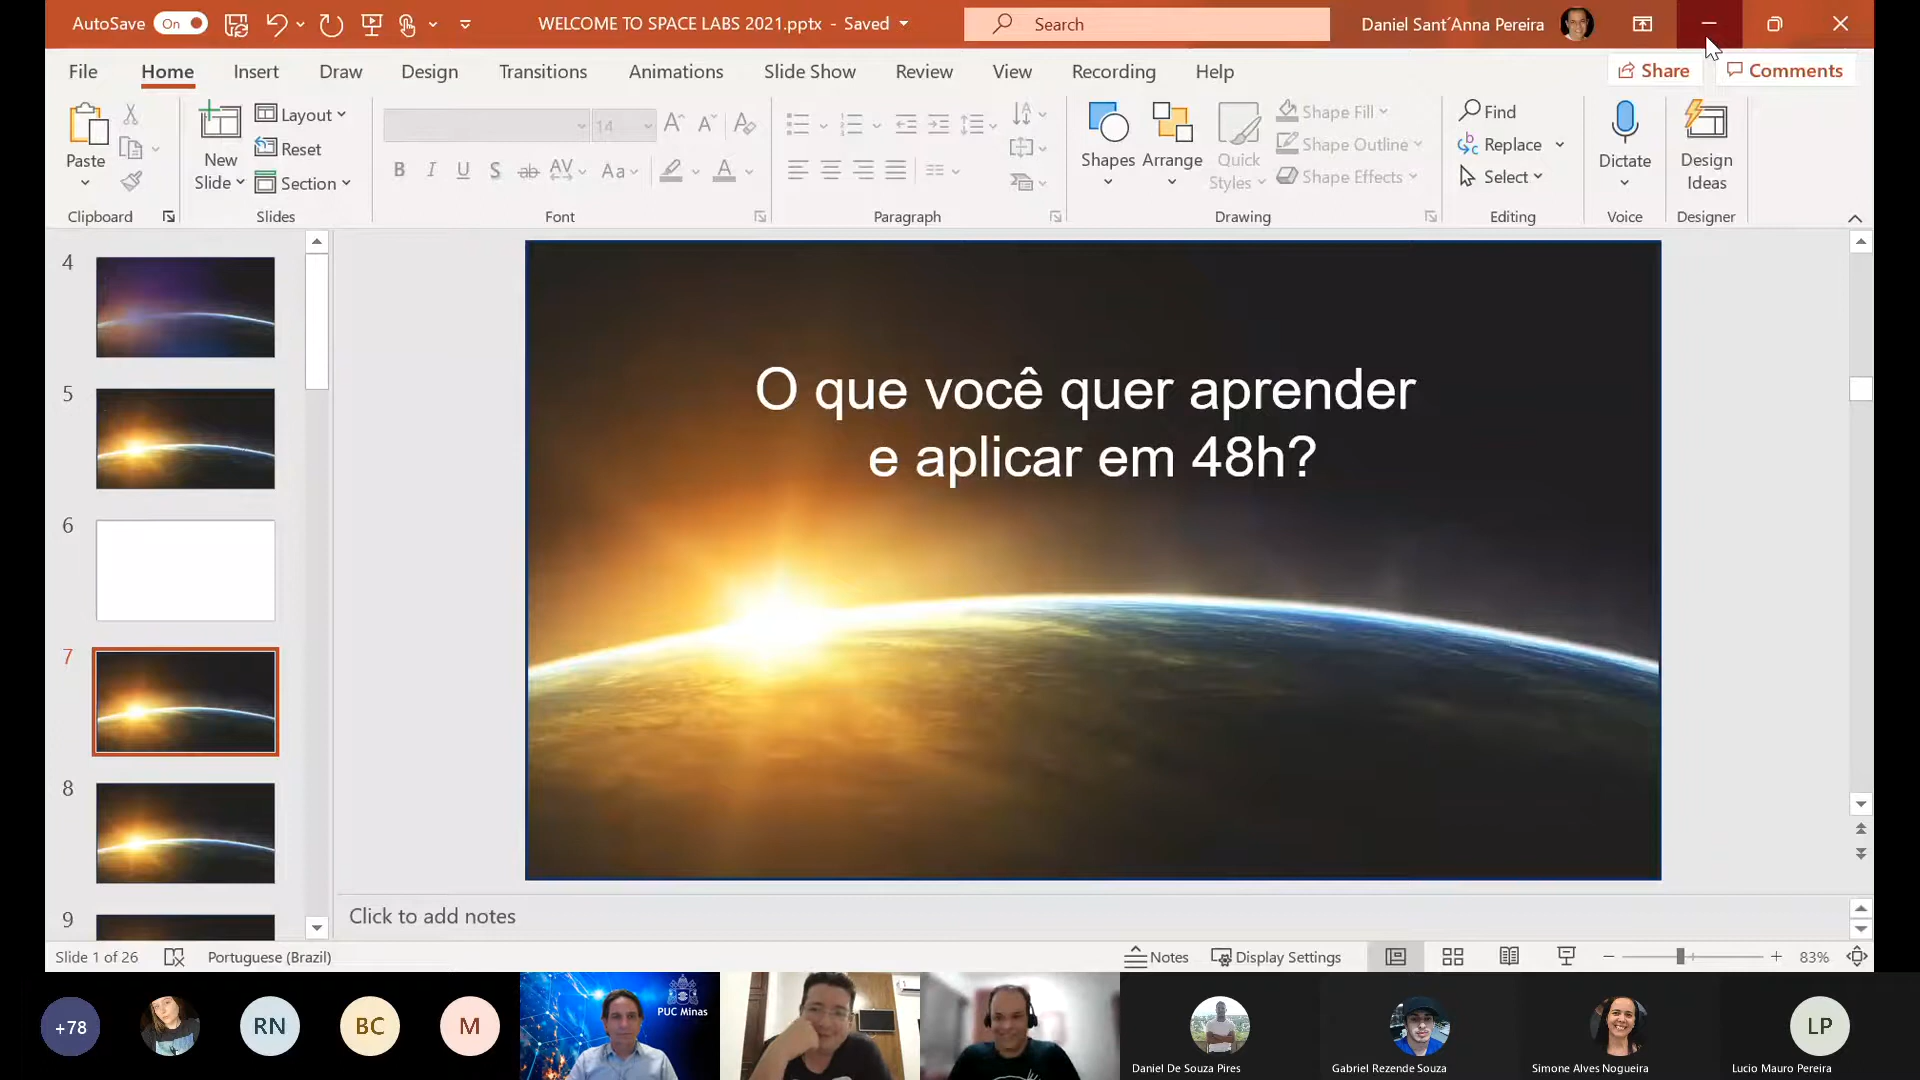 AutoSave On
WELCOME TO SPACE LABS 2021.pptx - Saved
Search
Daniel Sant´Anna Pereira
File Home Insert Draw Design Transitions Animations Slide Show Review View Recording Help
Share Comments
Paste
New
Slide
Layout
Reset
Section
14
B I U S ab AV Aa A
Shapes
Arrange
Quick
Styles
Shape Fill
Shape Outline
Shape Effects
Find
Replace
Select
Dictate
Design
Ideas
Clipboard Slides Font Paragraph Drawing Editing Voice Designer
4
5
6
7
8
9
O que você quer aprender
e aplicar em 48h?
Click to add notes
Slide 1 of 26 Portuguese (Brazil) Notes Display Settings 83%
+78
RN
BC
M
PUC Minas
LP
Daniel De Souza Pires
Gabriel Rezende Souza
Simone Alves Nogueira
Lucio Mauro Pereira